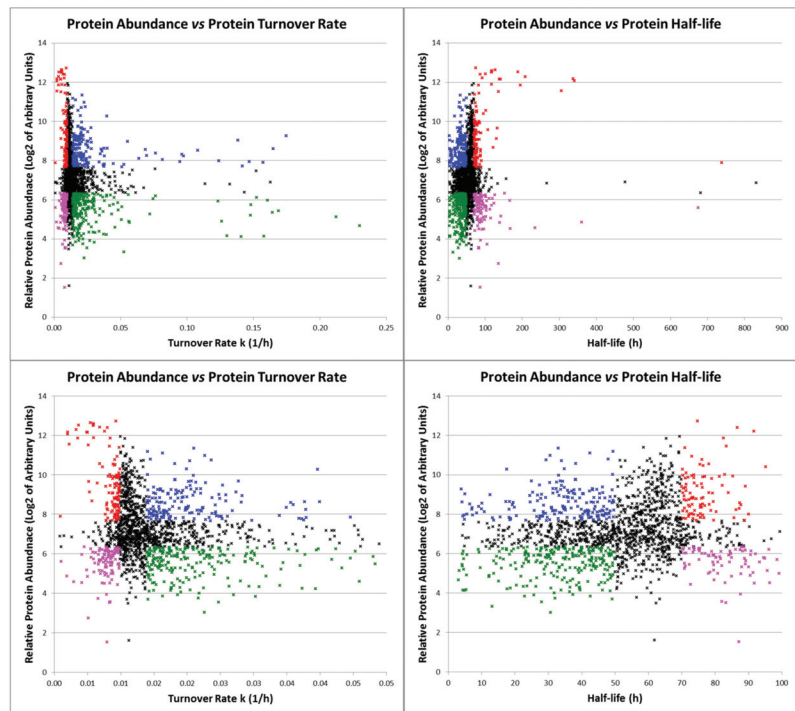 Protein Abundance vs Protein Turnover Rate
Relative Protein Abundnace (Log2 of Arbitrary Units)
14
12
10
8
6
4
2
0
0.00 0.05 0.10 0.15 0.20 0.25
Turnover Rate k (1/h)
Protein Abundance vs Protein Half-life
Relative Protein Abundance (Log2 of Arbitrary Units)
14
12
10
8
6
4
2
0
0 100 200 300 400 500 600 700 800 900
Half-life (h)
Protein Abundance vs Protein Turnover Rate
Relative Protein Abundnace (Log2 of Arbitrary Units)
14
12
10
8
6
4
2
0
0.00 0.01 0.01 0.02 0.02 0.03 0.03 0.04 0.04 0.05 0.05
Turnover Rate k (1/h)
Protein Abundance vs Protein Half-life
Relative Protein Abundance (Log2 of Arbitrary Units)
14
12
10
8
6
4
2
0
0 10 20 30 40 50 60 70 80 90 100
Half-life (h)